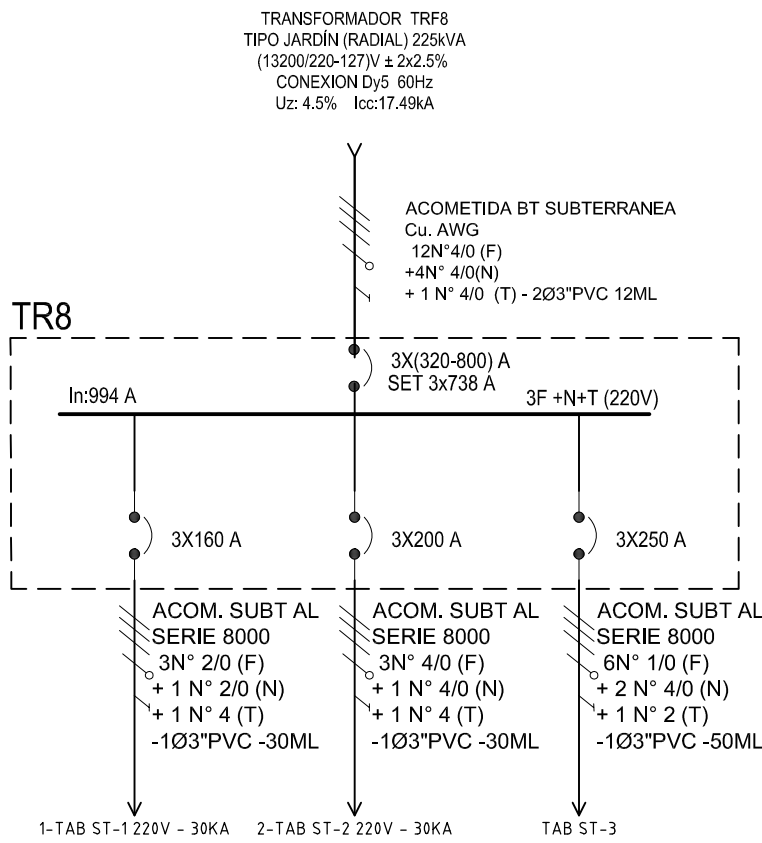 TRANSFORMADOR TRF8
TIPO JARDÍN (RADIAL) 225kVA
(13200/220-127)V ± 2x2.5%
CONEXION Dy5 60Hz
Uz: 4.5% Icc:17.49kA
ACOMETIDA BT SUBTERRANEA
Cu. AWG
12N°4/0 (F)
+4N° 4/0(N)
+ 1 N° 4/0 (T) - 2Ø3"PVC 12ML
TR8
3X(320-800) A
SET 3x738 A
In:994 A
3F +N+T (220V)
3X160 A
3X200 A
3X250 A
ACOM. SUBT AL
SERIE 8000
3N° 2/0 (F)
+ 1 N° 2/0 (N)
+ 1 N° 4 (T)
-1Ø3"PVC -30ML
ACOM. SUBT AL
SERIE 8000
3N° 4/0 (F)
+ 1 N° 4/0 (N)
+ 1 N° 4 (T)
-1Ø3"PVC -30ML
ACOM. SUBT AL
SERIE 8000
6N° 1/0 (F)
+ 2 N° 4/0 (N)
+ 1 N° 2 (T)
-1Ø3"PVC -50ML
1-TAB ST-1 220V - 30KA
2-TAB ST-2 220V - 30KA
TAB ST-3